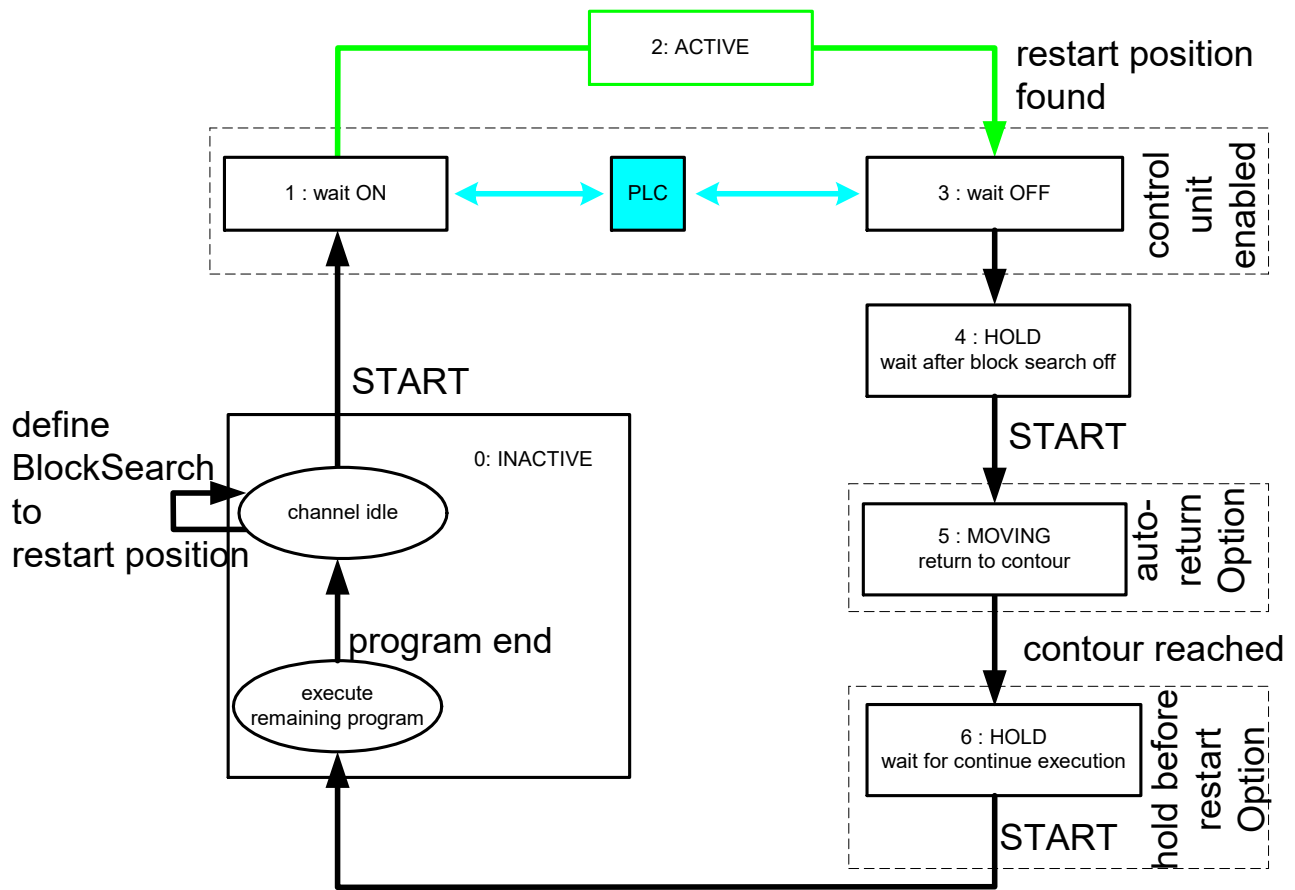 2: ACTIVE
restart position
found
1 : wait ON
PLC
3 : wait OFF
control
unit
enabled
4 : HOLD
wait after block search off
START
START
define
BlockSearch
to
restart position
0: INACTIVE
channel idle
5 : MOVING
return to contour
auto-
return
Option
program end
contour reached
execute
remaining program
6 : HOLD
wait for continue execution
hold before
restart
Option
START